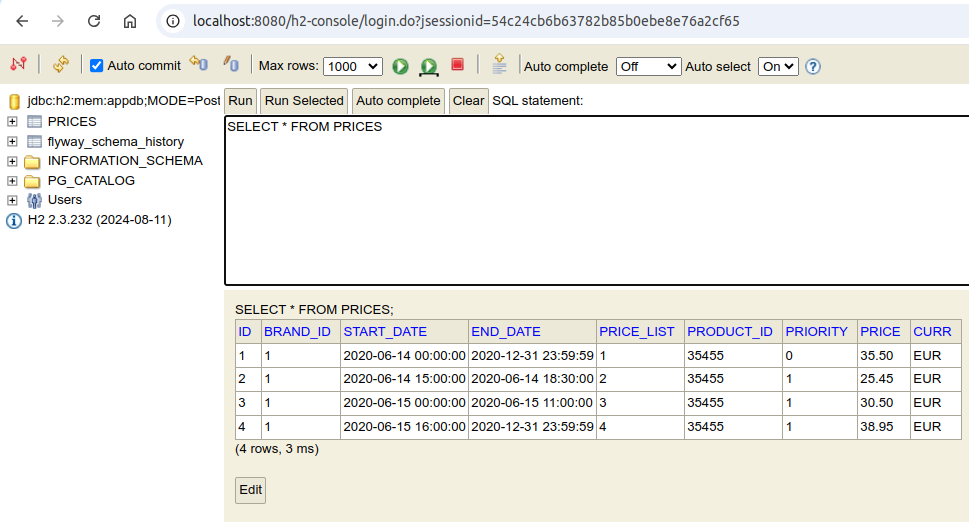 localhost:8080/h2-console/login.do?jsessionid=54c24cb6b63782b85b0ebe8e76a2cf65
Auto commit Max rows: 1000 Auto complete Off Auto select On
jdbc:h2:mem:appdb;MODE=Post
PRICES
flyway_schema_history
INFORMATION_SCHEMA
PG_CATALOG
Users
H2 2.3.232 (2024-08-11)
Run Run Selected Auto complete Clear SQL statement:
SELECT * FROM PRICES
SELECT * FROM PRICES;
ID BRAND_ID START_DATE END_DATE PRICE_LIST PRODUCT_ID PRIORITY PRICE CURR
1 1 2020-06-14 00:00:00 2020-12-31 23:59:59 1 35455 0 35.50 EUR
2 1 2020-06-14 15:00:00 2020-06-14 18:30:00 2 35455 1 25.45 EUR
3 1 2020-06-15 00:00:00 2020-06-15 11:00:00 3 35455 1 30.50 EUR
4 1 2020-06-15 16:00:00 2020-12-31 23:59:59 4 35455 1 38.95 EUR
(4 rows, 3 ms)
Edit